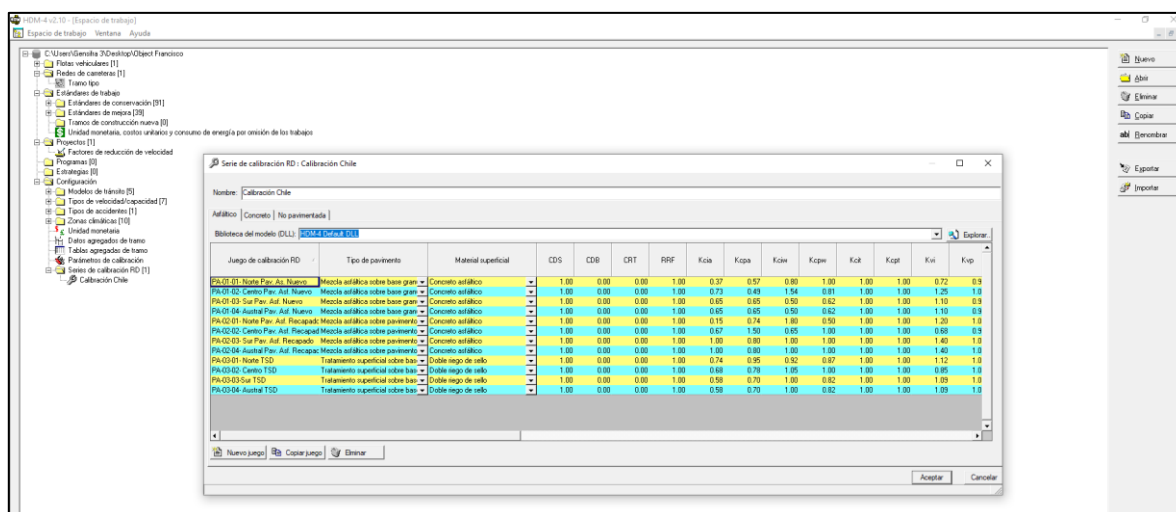 HDM-4 v2.10 - [Espacio de trabajo]
Espacio de trabajo Ventana Ayuda
C:\Users\Gensitra 3\Desktop\Object Francisco
Flotas vehiculares [1]
Redes de carreteras [1]
Tramo tipo
Estándares de trabajo
Estándares de conservación [91]
Estándares de mejora [39]
Tramos de construcción nueva [0]
Unidad monetaria, costos unitarios y consumo de energía por omisión de los trabajos
Proyectos [1]
Factores de reducción de velocidad
Programas [0]
Estrategias [0]
Configuración
Modelos de tránsito [5]
Tipos de velocidad/capacidad [7]
Tipos de accidentes [1]
Zonas climáticas [10]
Unidad monetaria
Datos agregados de tramo
Tablas agregadas de tramo
Parámetros de calibración
Series de calibración RD [1]
Calibración Chile
Nuevo
Abrir
Eliminar
Copiar
Renombrar
Exportar
Importar
Serie de calibración RD : Calibración Chile
Nombre: Calibración Chile
Asfáltico Concreto No pavimentada
Biblioteca del modelo (DLL): HDM-4 Default DLL Explorar..
Juego de calibración RD Tipo de pavimento Material superficial CDS CDB CRT RRF Kcia Kcpa Kciw Kcpw Kcit Kcpt Kvi Kvp
PA-01-01- Norte Pav. As. Nuevo Mezcla asfáltica sobre base gran Concreto asfáltico 1.00 0.00 0.00 1.00 0.37 0.57 0.80 1.00 1.00 1.00 0.72 0.9
PA-01-02- Centro Pav. Asf. Nuevo Mezcla asfáltica sobre base gran Concreto asfáltico 1.00 0.00 0.00 1.00 0.73 0.49 1.54 0.81 1.00 1.00 1.25 1.0
PA-01-03- Sur Pav. Asf. Nuevo Mezcla asfáltica sobre base gran Concreto asfáltico 1.00 0.00 0.00 1.00 0.65 0.65 0.50 0.62 1.00 1.00 1.10 0.9
PA-01-04- Austral Pav. Asf. Nuevo Mezcla asfáltica sobre base gran Concreto asfáltico 1.00 0.00 0.00 1.00 0.65 0.65 0.50 0.62 1.00 1.00 1.10 0.9
PA-02-01- Norte Pav. Asf. Recapado Mezcla asfáltica sobre pavimento Concreto asfáltico 1.00 0.00 0.00 1.00 0.15 0.74 1.80 0.50 1.00 1.00 1.20 1.0
PA-02-02- Centro Pav. Asf. Recapad Mezcla asfáltica sobre pavimento Concreto asfáltico 1.00 0.00 0.00 1.00 0.67 1.50 0.65 1.00 1.00 1.00 0.68 0.9
PA-02-03- Sur Pav. Asf. Recapado Mezcla asfáltica sobre pavimento Concreto asfáltico 1.00 0.00 0.00 1.00 1.00 0.80 1.00 1.00 1.00 1.00 1.40 1.0
PA-02-04- Austral Pav. Asf. Recapac Mezcla asfáltica sobre pavimento Concreto asfáltico 1.00 0.00 0.00 1.00 1.00 0.80 1.00 1.00 1.00 1.00 1.40 1.0
PA-03-01- Norte TSD Tratamiento superficial sobre bas Doble riego de sello 1.00 0.00 0.00 1.00 0.74 0.95 0.92 0.87 1.00 1.00 1.12 1.0
PA-03-02- Centro TSD Tratamiento superficial sobre bas Doble riego de sello 1.00 0.00 0.00 1.00 0.68 0.78 1.05 1.00 1.00 1.00 0.85 1.0
PA-03-03-Sur TSD Tratamiento superficial sobre bas Doble riego de sello 1.00 0.00 0.00 1.00 0.58 0.70 1.00 0.82 1.00 1.00 1.09 1.0
PA-03-04- Austral TSD Tratamiento superficial sobre bas Doble riego de sello 1.00 0.00 0.00 1.00 0.58 0.70 1.00 0.82 1.00 1.00 1.09 1.0
Nuevo juego Copiar juego Eliminar
Aceptar Cancelar